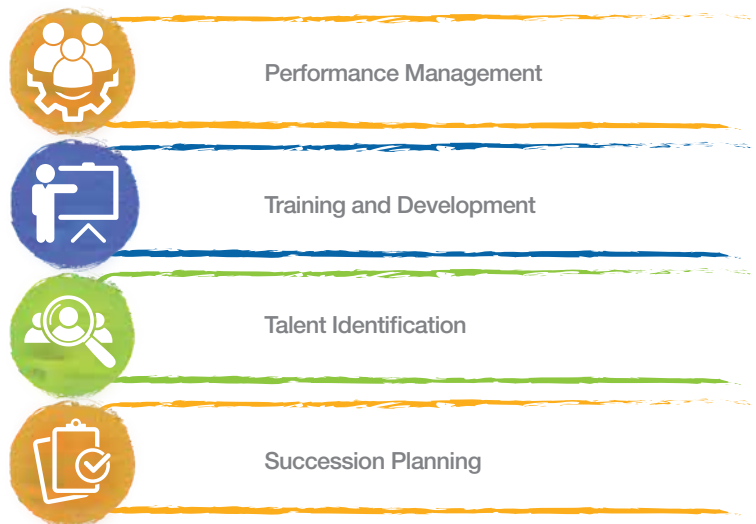 Performance Management
Training and Development
Talent Identification
Succession Planning